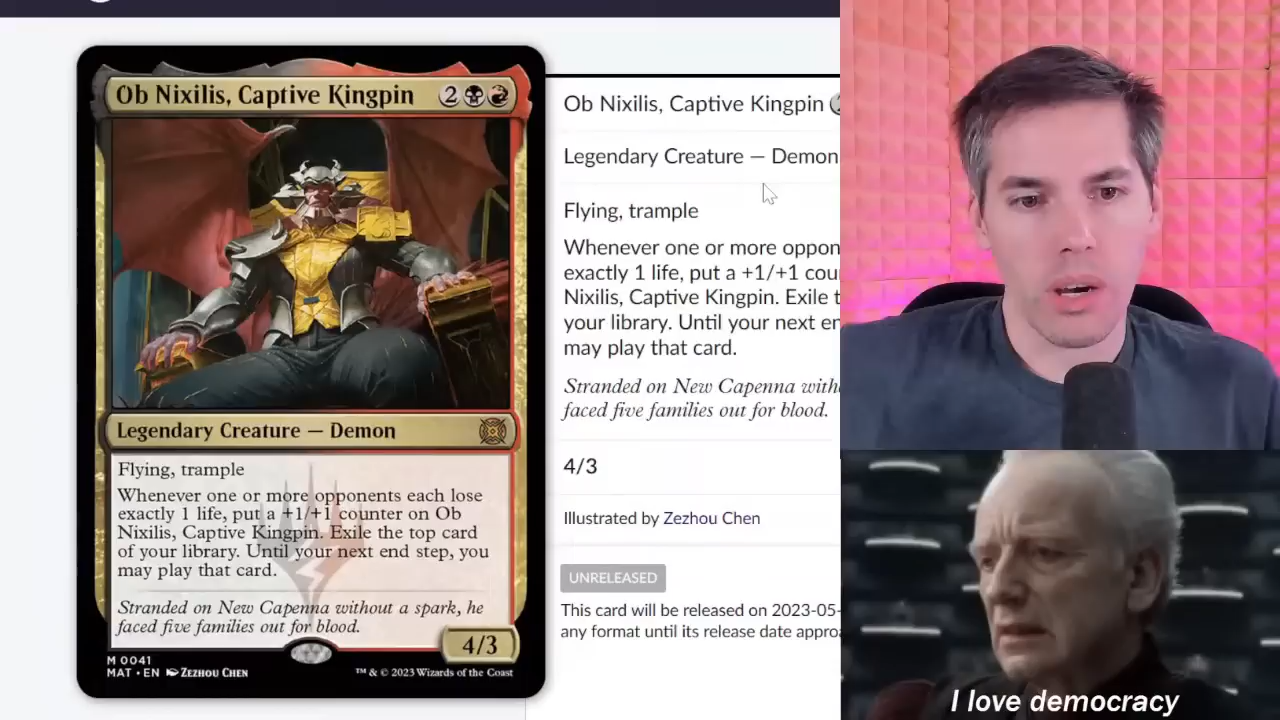 Ob Nixilis, Captive Kingpin 2
Legendary Creature — Demon
Flying, trample
Whenever one or more opponents each lose
exactly 1 life, put a +1/+1 counter on Ob
Nixilis, Captive Kingpin. Exile the top card
of your library. Until your next end step, you
may play that card.
Stranded on New Capenna without a spark, he
faced five families out for blood.
4/3
M 0041
MAT • EN Zezhou Chen
™ & © 2023 Wizards of the Coast
Ob Nixilis, Captive Kingpin
Legendary Creature — Demon
Flying, trample
Whenever one or more oppon
exactly 1 life, put a +1/+1 cou
Nixilis, Captive Kingpin. Exile t
your library. Until your next en
may play that card.
Stranded on New Capenna with
faced five families out for blood.
4/3
Illustrated by Zezhou Chen
UNRELEASED
This card will be released on 2023-05-
any format until its release date appro
I love democracy